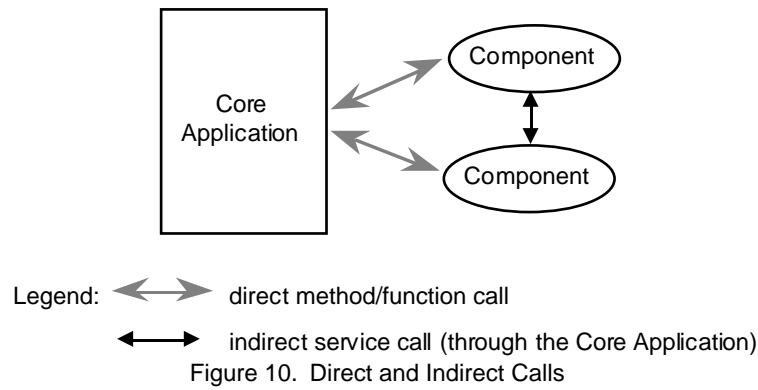 Core
Application
Component
Component
Legend:
direct method/function call
indirect service call (through the Core Application)
Figure 10. Direct and Indirect Calls